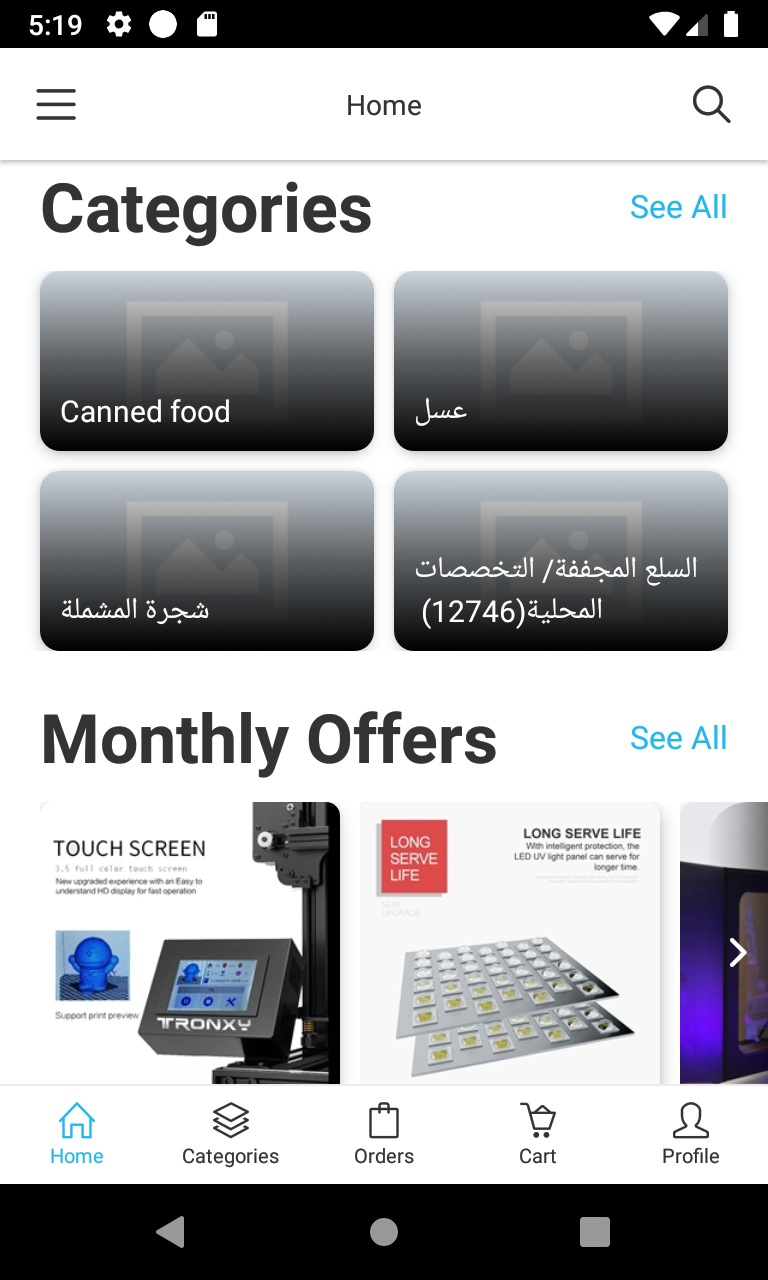 5:19
Home
Categories
See All
Canned food
عسل
شجرة المشملة
السلع المجففة/ التخصصات
المحلية(12746)
Monthly Offers
See All
TOUCH SCREEN
3.5 full color touch screen
New upgraded experience with an Easy to
understand HD display for fast operation
Support print preview
TRONXY
LONG
SERVE
LIFE
NEW
UPGRADE
LONG SERVE LIFE
With intelligent protection, the
LED UV light panel can serve for
longer time.
Home
Categories
Orders
Cart
Profile